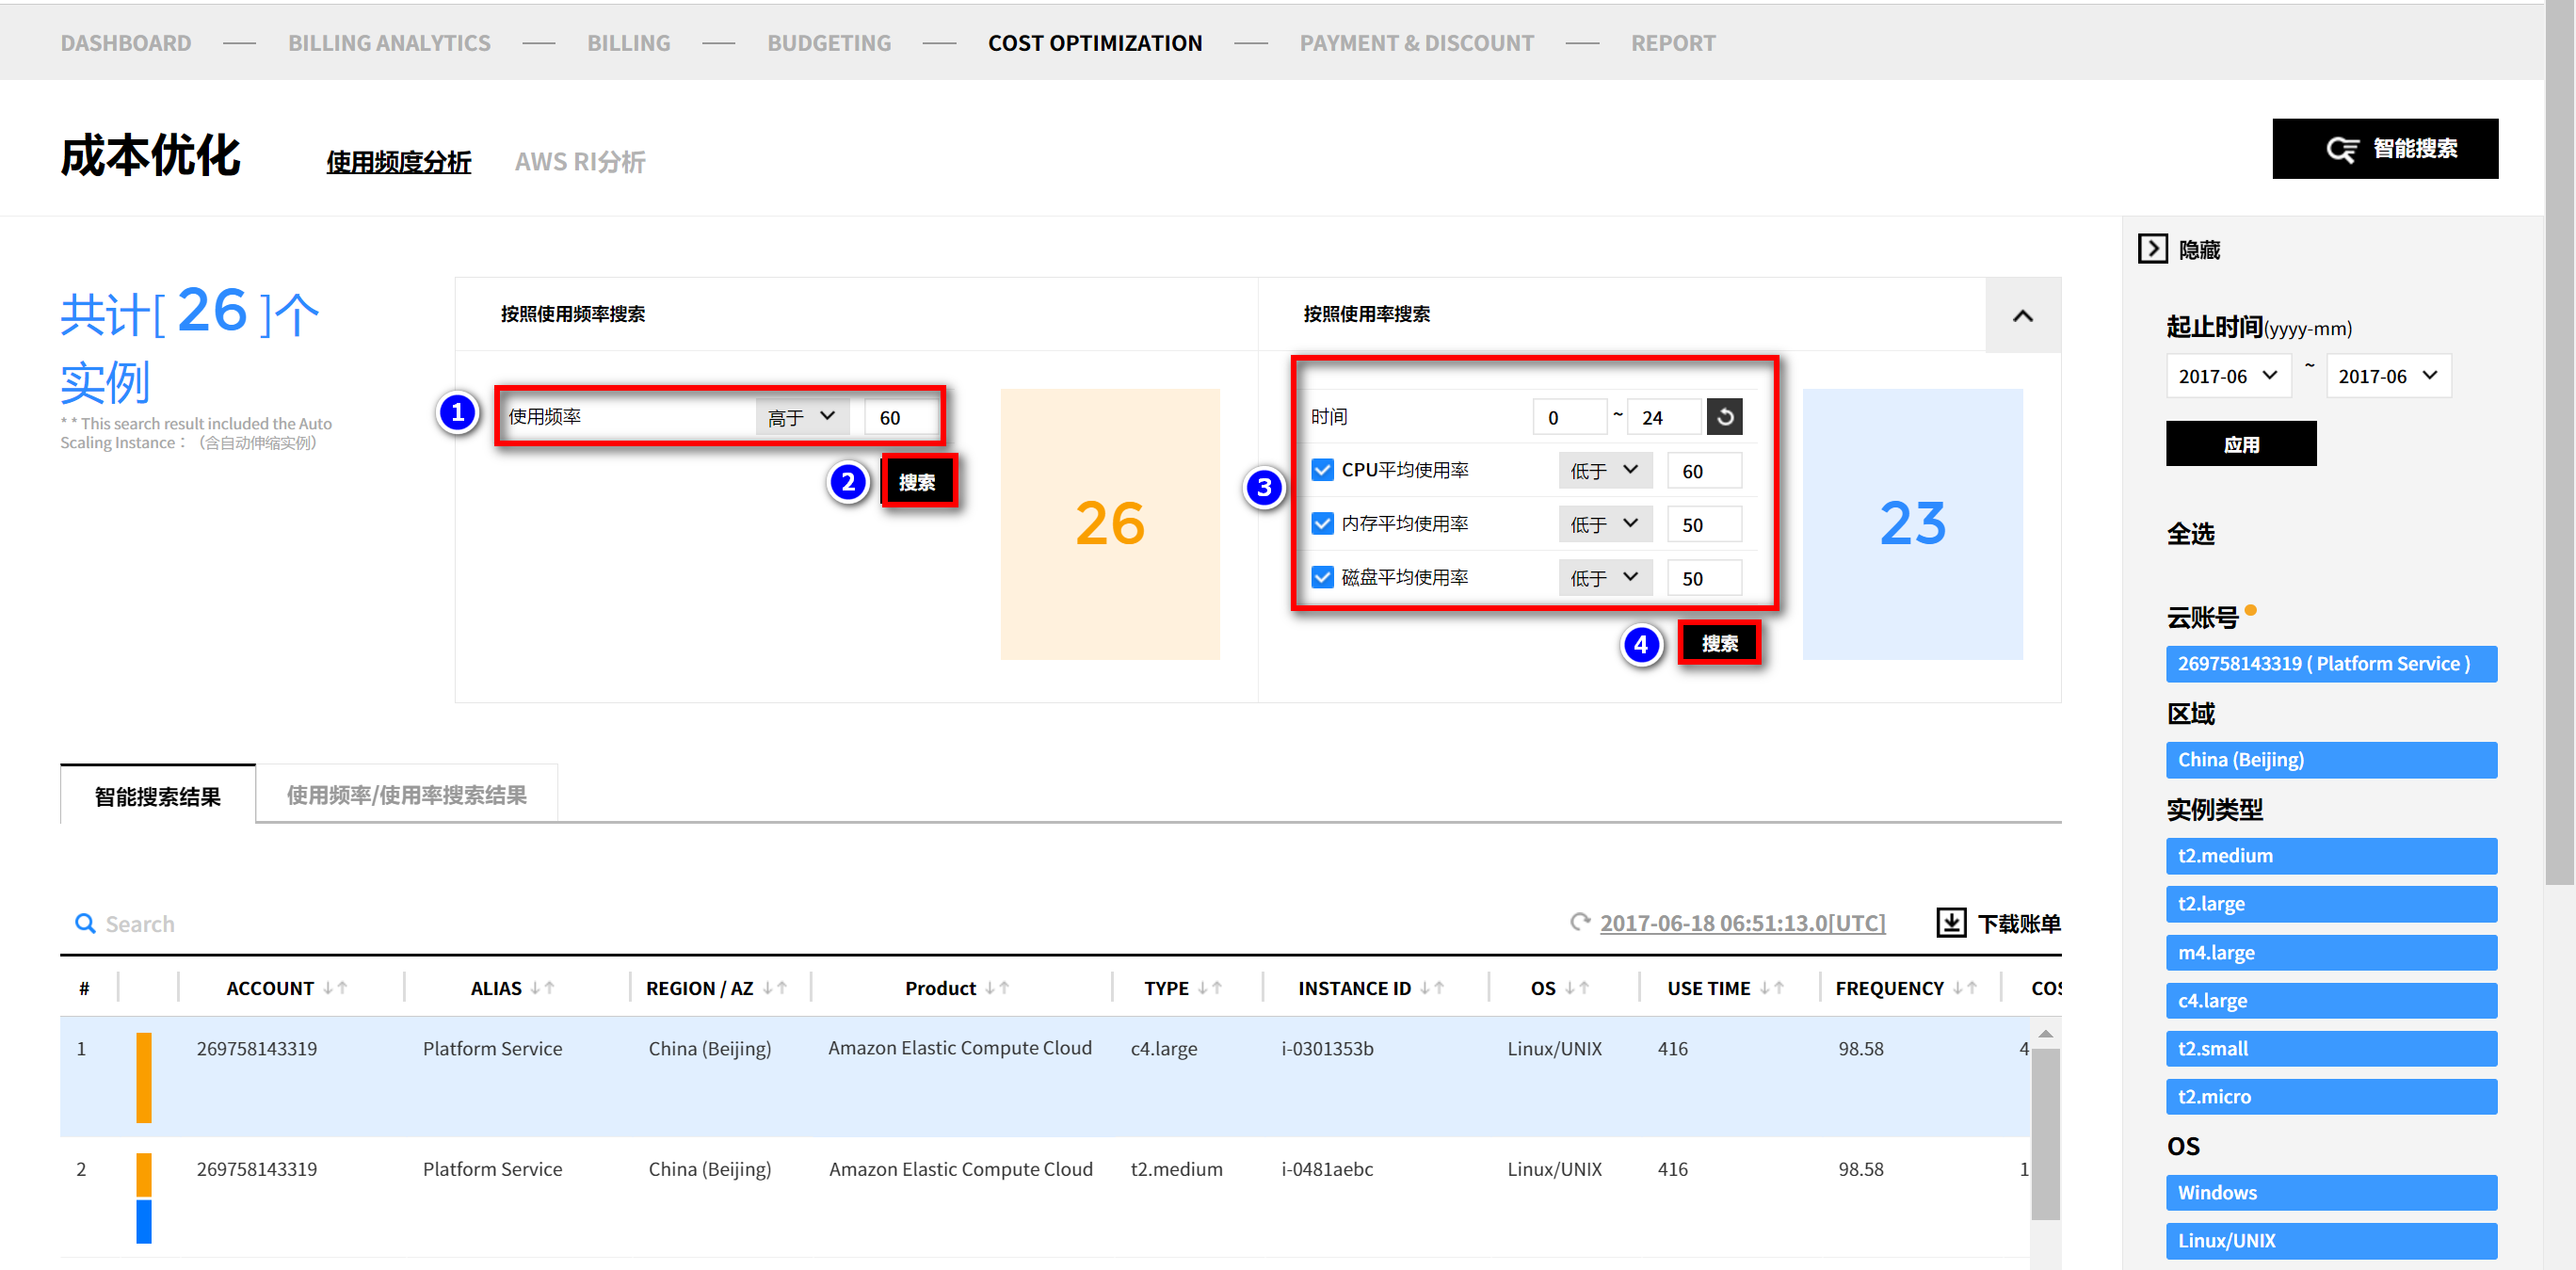 DASHBOARD BILLING ANALYTICS BILLING BUDGETING COST OPTIMIZATION PAYMENT & DISCOUNT REPORT
成本优化 使用频度分析 AWS RI分析 智能搜索
隐藏
共计[ 26 ]个
实例
* * This search result included the Auto
Scaling Instance：（含自动伸缩实例）
按照使用频率搜索
1 使用频率 高于 60
2 搜索
26
按照使用率搜索
3
时间 0 ~ 24
CPU平均使用率 低于 60
内存平均使用率 低于 50
磁盘平均使用率 低于 50
4 搜索
23
起止时间(yyyy-mm)
2017-06 ~ 2017-06
应用
全选
云账号
269758143319 ( Platform Service )
区域
China (Beijing)
实例类型
t2.medium
t2.large
m4.large
c4.large
t2.small
t2.micro
OS
Windows
Linux/UNIX
智能搜索结果 使用频率/使用率搜索结果
Search 2017-06-18 06:51:13.0[UTC] 下载账单
# ACCOUNT ALIAS REGION / AZ Product TYPE INSTANCE ID OS USE TIME FREQUENCY COS
1 269758143319 Platform Service China (Beijing) Amazon Elastic Compute Cloud c4.large i-0301353b Linux/UNIX 416 98.58 4
2 269758143319 Platform Service China (Beijing) Amazon Elastic Compute Cloud t2.medium i-0481aebc Linux/UNIX 416 98.58 1